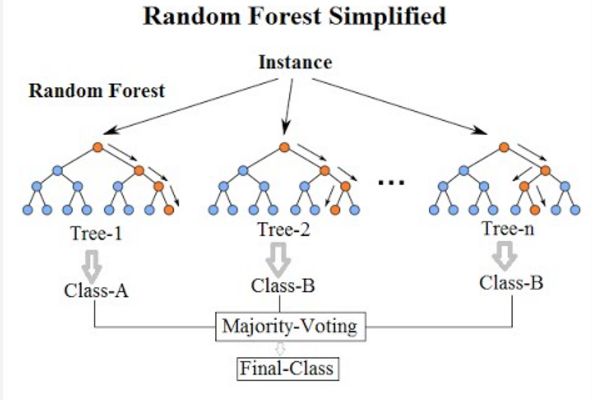 Random Forest Simplified
Instance
Random Forest
...
Tree-1 Tree-2 Tree-n
Class-A Class-B Class-B
Majority-Voting
Final-Class